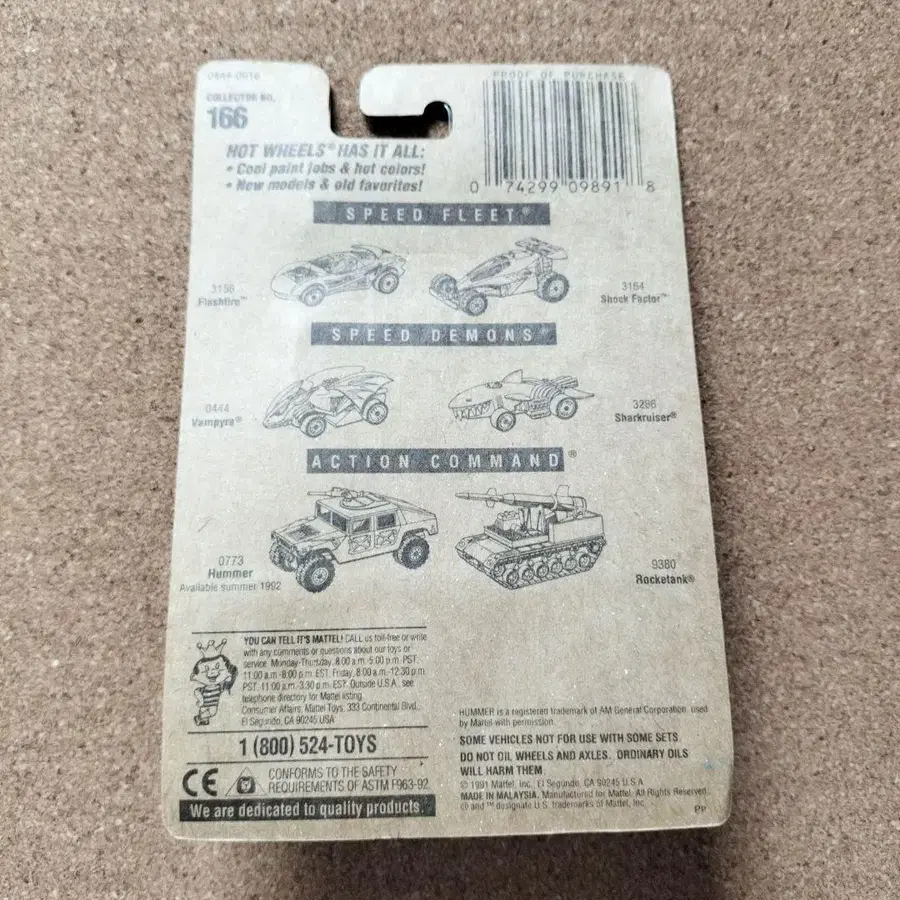 COLLECTOR NO.
166
PROOF OF PURCHASE
0 74299 09891 8
HOT WHEELS® HAS IT ALL:
• Cool paint jobs & hot colors!
• New models & old favorites!
SPEED FLEET®
3156
Flashfire™
3164
Shock Factor™
SPEED DEMONS®
0444
Vampyra®
3286
Sharkruiser®
ACTION COMMAND®
0773
Hummer
Available summer 1992
9380
Rocketank®
YOU CAN TELL IT'S MATTEL! CALL us toll-free or write
with any comments or questions about our toys or
service. Monday-Thursday, 8:00 a.m.-5:00 p.m. PST,
11:00 a.m.-8:00 p.m. EST. Friday, 8:00 a.m.-12:30 p.m.
PST, 11:00 a.m.-3:30 p.m. EST. Outside U.S.A., see
telephone directory for Mattel listing.
Consumer Affairs, Mattel Toys, 333 Continental Blvd.,
El Segundo, CA 90245 USA
1 (800) 524-TOYS
CE
CONFORMS TO THE SAFETY
REQUIREMENTS OF ASTM F963-92
We are dedicated to quality products.
HUMMER is a registered trademark of AM General Corporation, used
by Mattel with permission.
SOME VEHICLES NOT FOR USE WITH SOME SETS.
DO NOT OIL WHEELS AND AXLES. ORDINARY OILS
WILL HARM THEM.
© 1991 Mattel, Inc., El Segundo, CA 90245 U.S.A.
MADE IN MALAYSIA. Manufactured for Mattel. All Rights Reserved.
® and ™ designate U.S. trademarks of Mattel, Inc.
PP